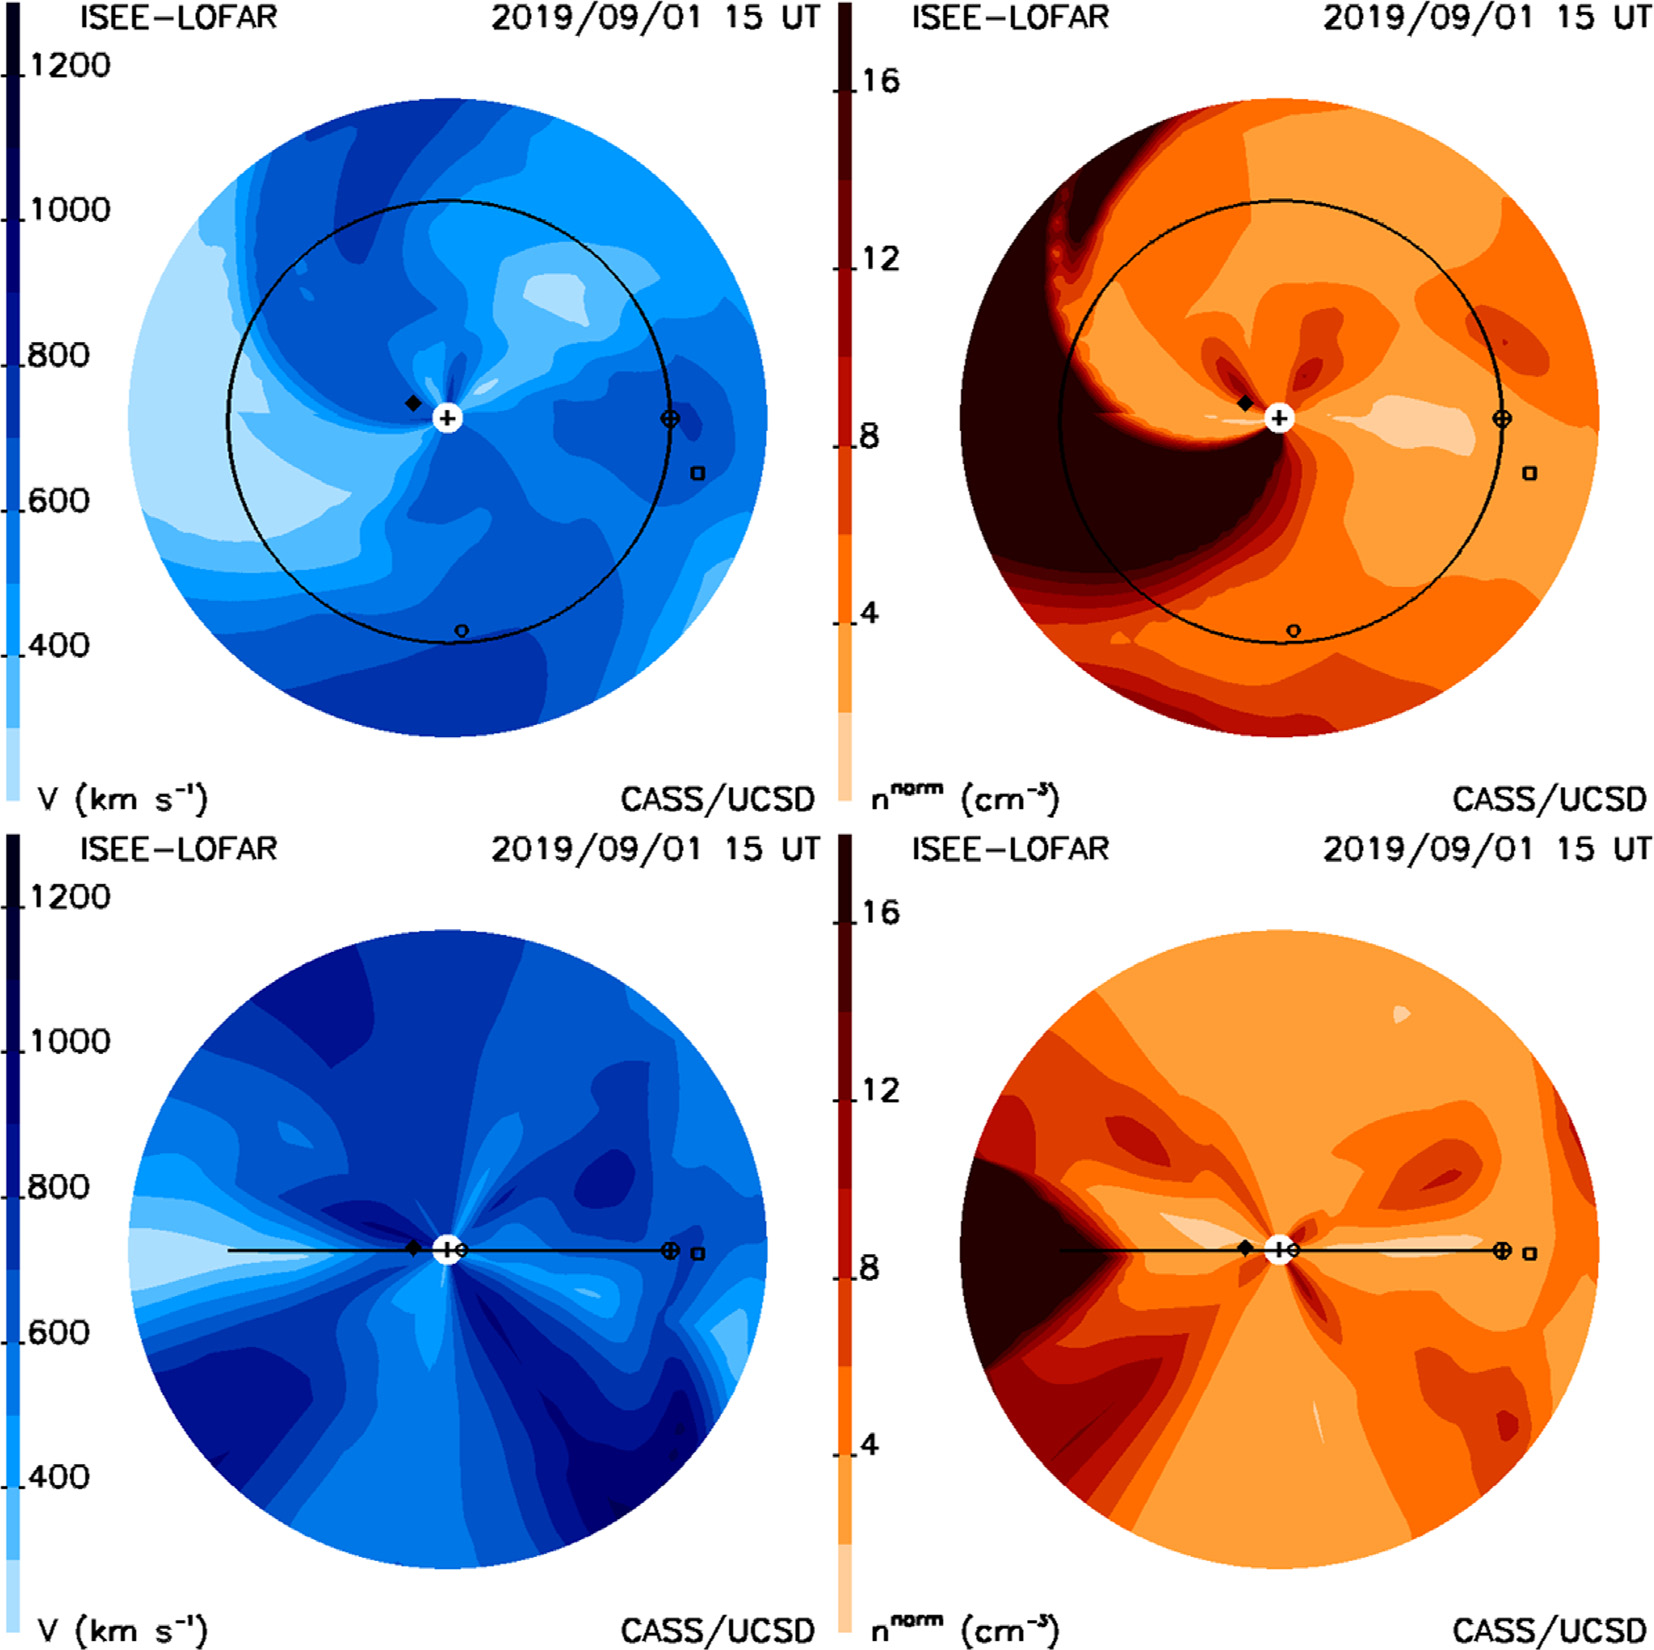 ISEE-LOFAR 2019/09/01 15 UT
1200
1000
800
600
400
V (km s⁻¹) CASS/UCSD
ISEE-LOFAR 2019/09/01 15 UT
16
12
8
4
nⁿᵒʳᵐ (cm⁻³) CASS/UCSD
ISEE-LOFAR 2019/09/01 15 UT
1200
1000
800
600
400
V (km s⁻¹) CASS/UCSD
ISEE-LOFAR 2019/09/01 15 UT
16
12
8
4
nⁿᵒʳᵐ (cm⁻³) CASS/UCSD